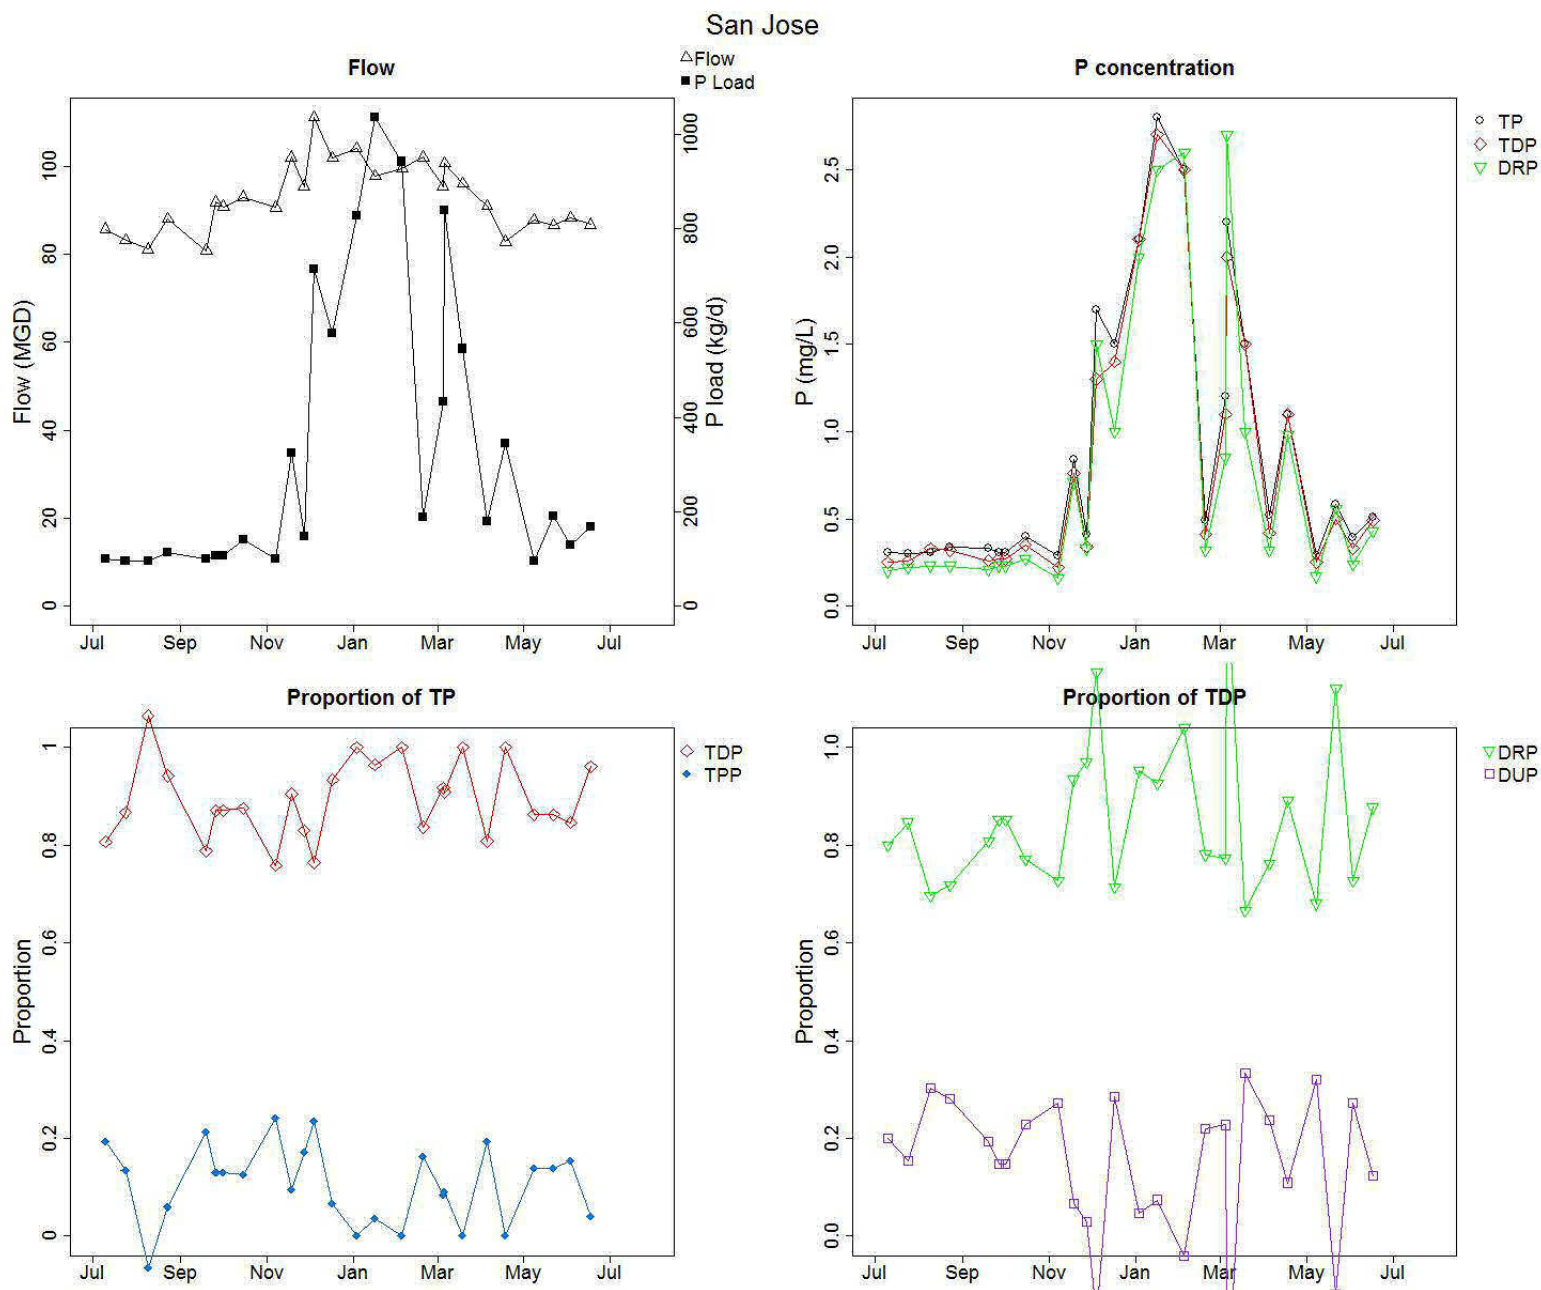 San Jose
Flow
Flow
P Load
Flow (MGD)
0
20
40
60
80
100
P load (kg/d)
0
200
400
600
800
1000
Jul
Sep
Nov
Jan
Mar
May
Jul
P concentration
TP
TDP
DRP
P (mg/L)
0.0
0.5
1.0
1.5
2.0
2.5
Jul
Sep
Nov
Jan
Mar
May
Jul
Proportion of TP
TDP
TPP
Proportion
0
0.2
0.4
0.6
0.8
1
Jul
Sep
Nov
Jan
Mar
May
Jul
Proportion of TDP
DRP
DUP
Proportion
0.0
0.2
0.4
0.6
0.8
1.0
Jul
Sep
Nov
Jan
Mar
May
Jul